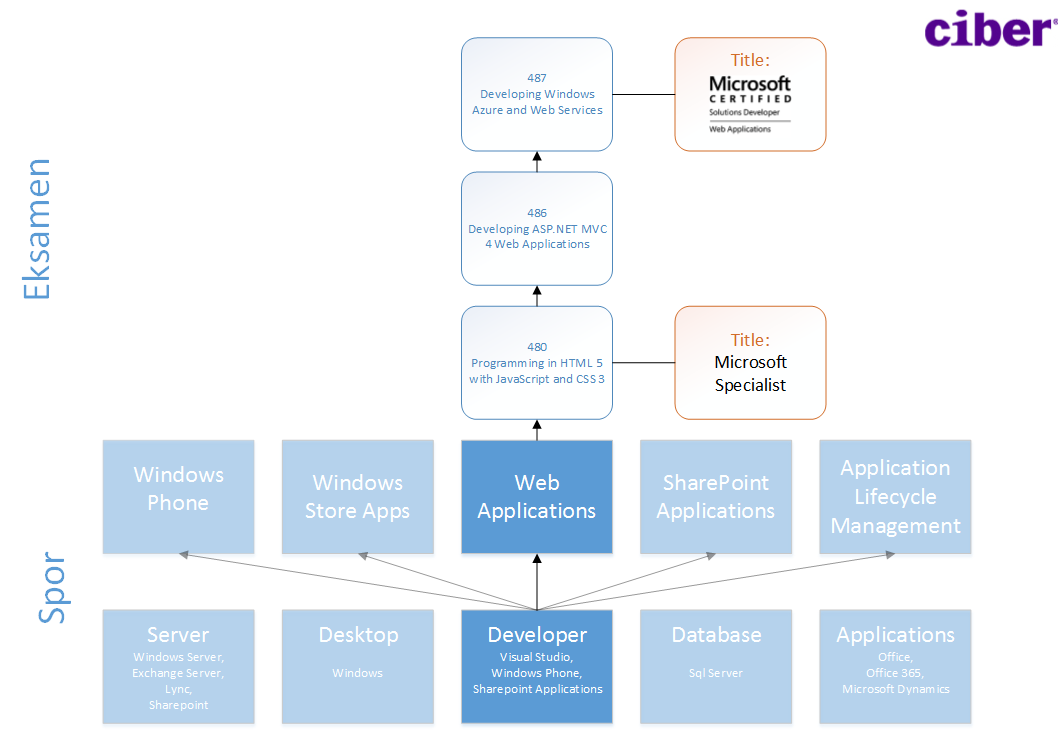 ciber
Eksamen
487
Developing Windows
Azure and Web Services
Title:
Microsoft
CERTIFIED
Solutions Developer
Web Applications
486
Developing ASP.NET MVC
4 Web Applications
480
Programming in HTML 5
with JavaScript and CSS3
Title:
Microsoft
Specialist
Spor
Windows
Phone
Windows
Store Apps
Web
Applications
SharePoint
Applications
Application
Lifecycle
Management
Server
Windows Server,
Exchange Server,
Lync,
Sharepoint
Desktop
Windows
Developer
Visual Studio,
Windows Phone,
Sharepoint Applications
Database
Sql Server
Applications
Office,
Office 365,
Microsoft Dynamics